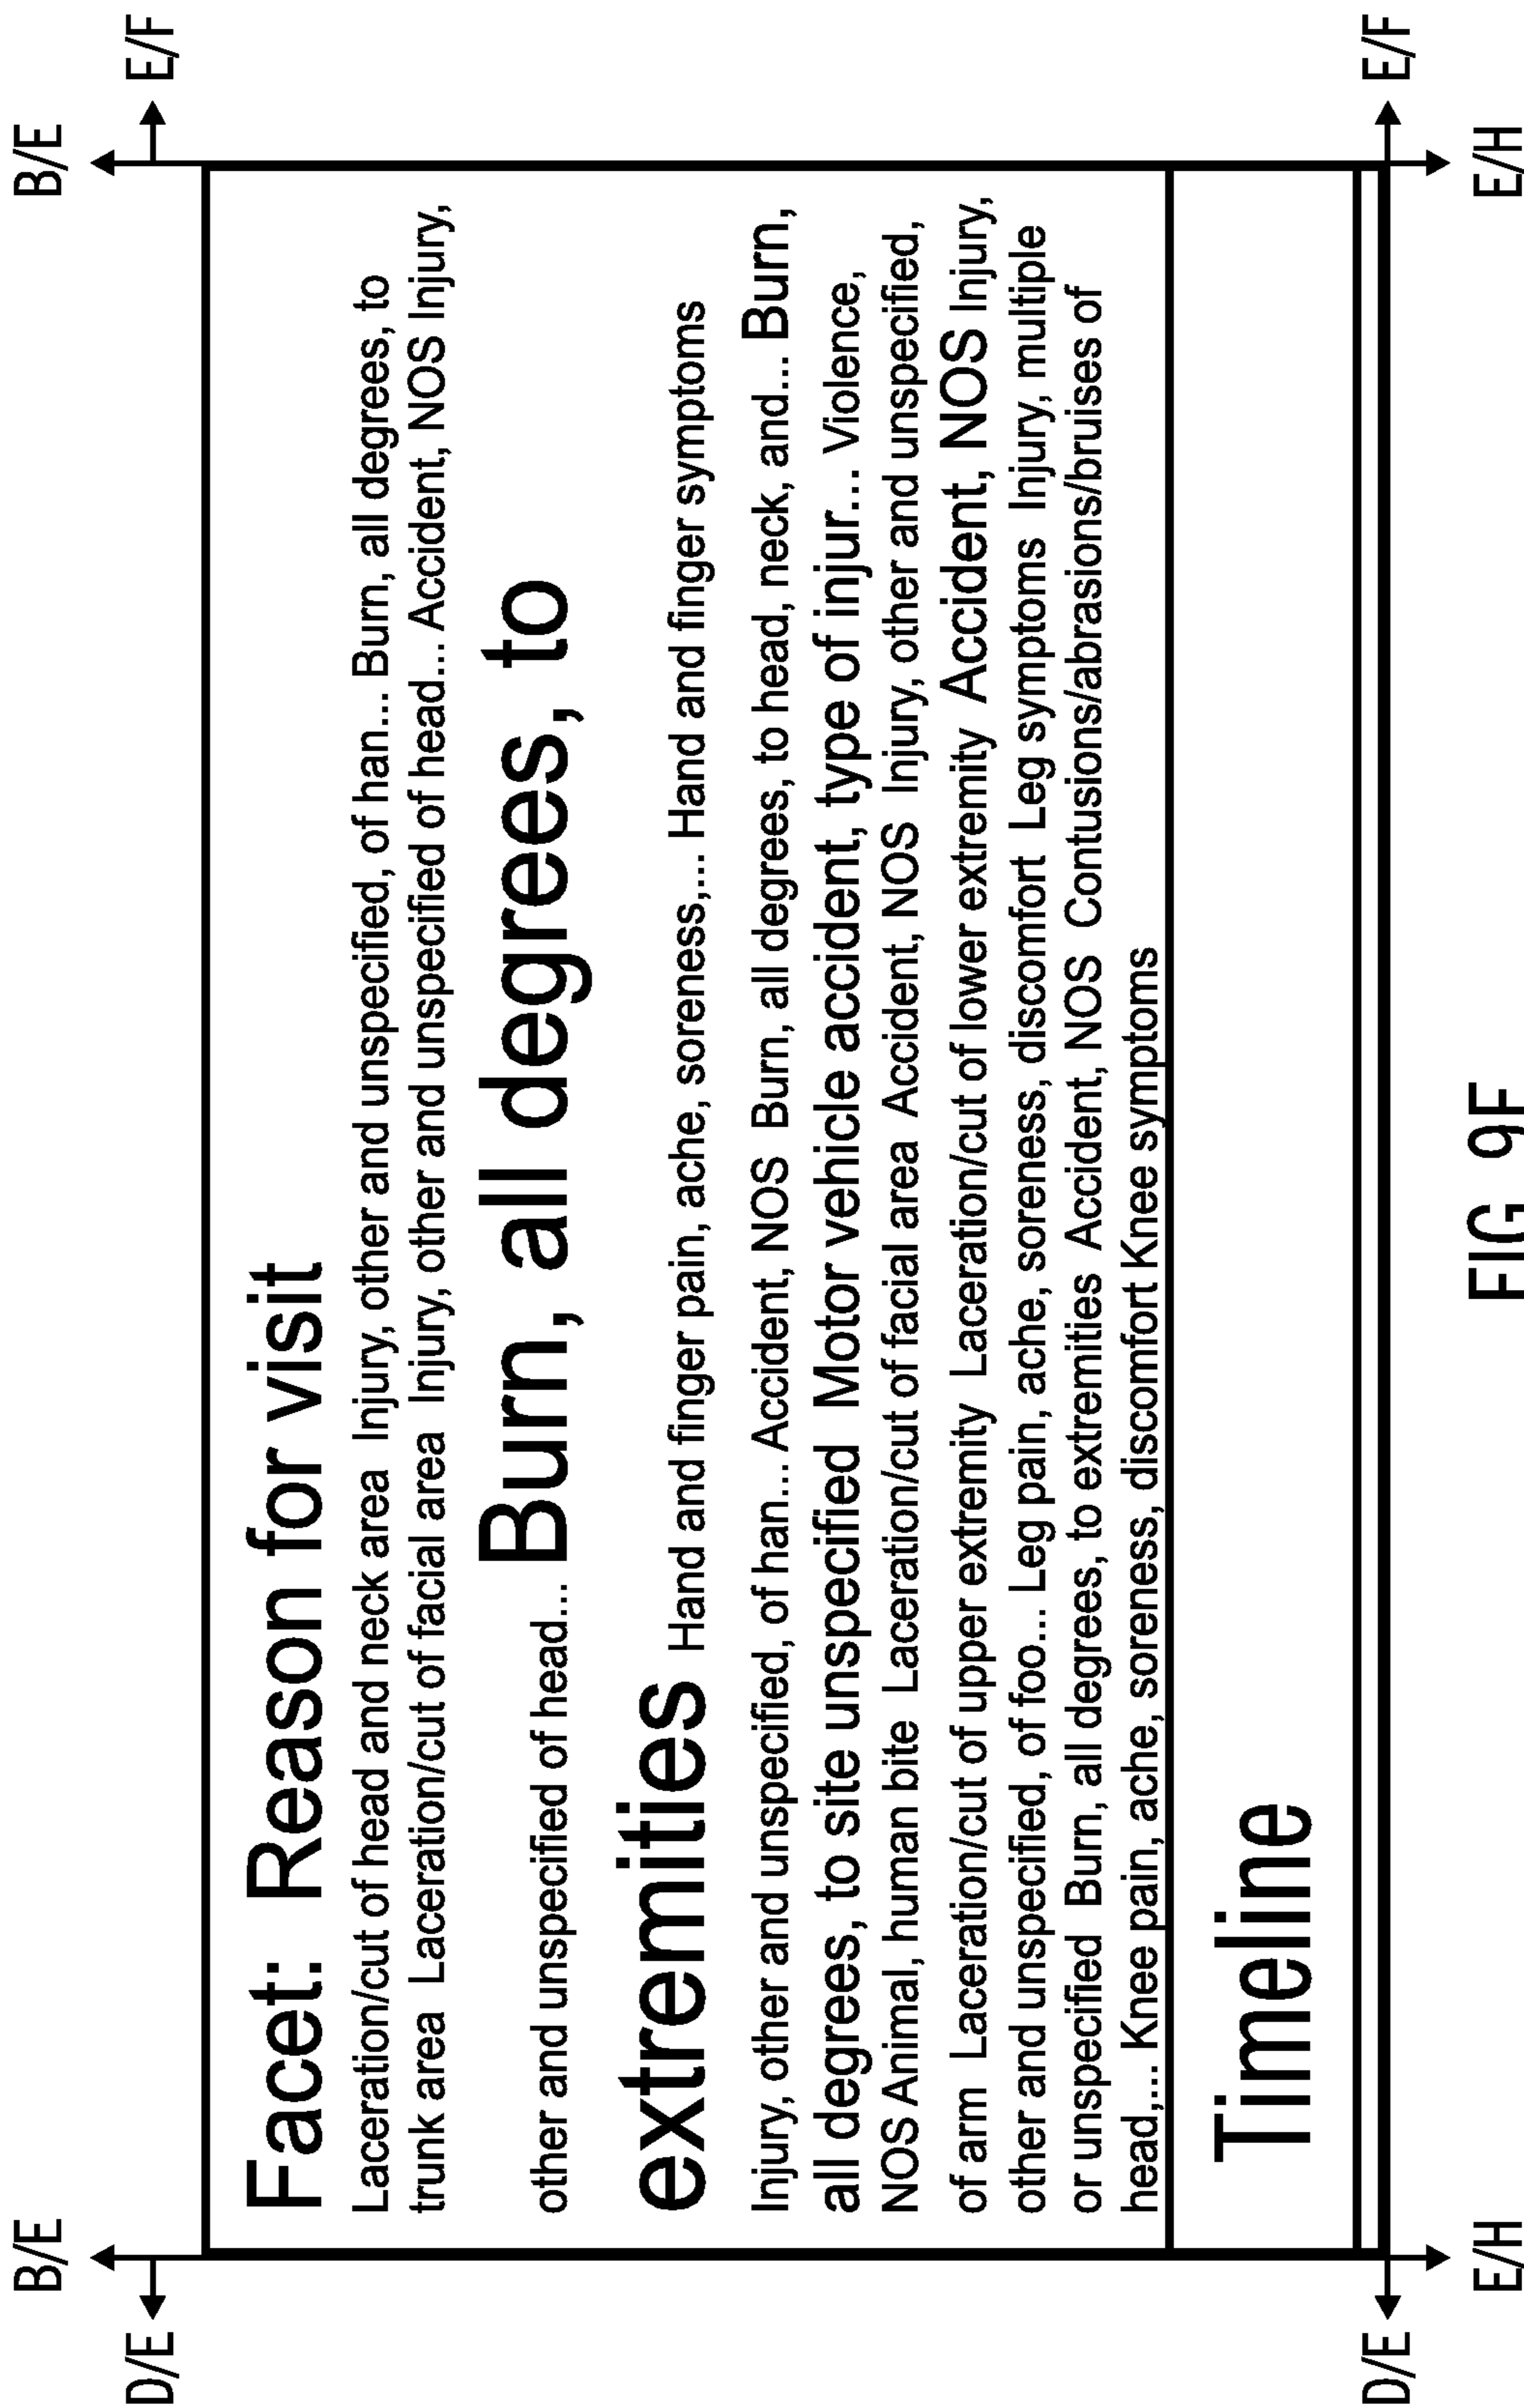 B/E B/E
D/E E/F
Facet: Reason for visit
Laceration/cut of head and neck area Injury, other and unspecified, of han... Burn, all degrees, to
trunk area Laceration/cut of facial area Injury, other and unspecified of head... Accident, NOS Injury,
other and unspecified of head... Burn, all degrees, to
extremities Hand and finger pain, ache, soreness,... Hand and finger symptoms
Injury, other and unspecified, of han... Accident, NOS Burn, all degrees, to head, neck, and... Burn,
all degrees, to site unspecified Motor vehicle accident, type of injur... Violence,
NOS Animal, human bite Laceration/cut of facial area Accident, NOS Injury, other and unspecified,
of arm Laceration/cut of upper extremity Laceration/cut of lower extremity Accident, NOS Injury,
other and unspecified, of foo... Leg pain, ache, soreness, discomfort Leg symptoms Injury, multiple
or unspecified Burn, all degrees, to extremities Accident, NOS Contusions/abrasions/bruises of
head,... Knee pain, ache, soreness, discomfort Knee symptoms
Timeline
D/E E/F
E/H E/H
FIG. 9E